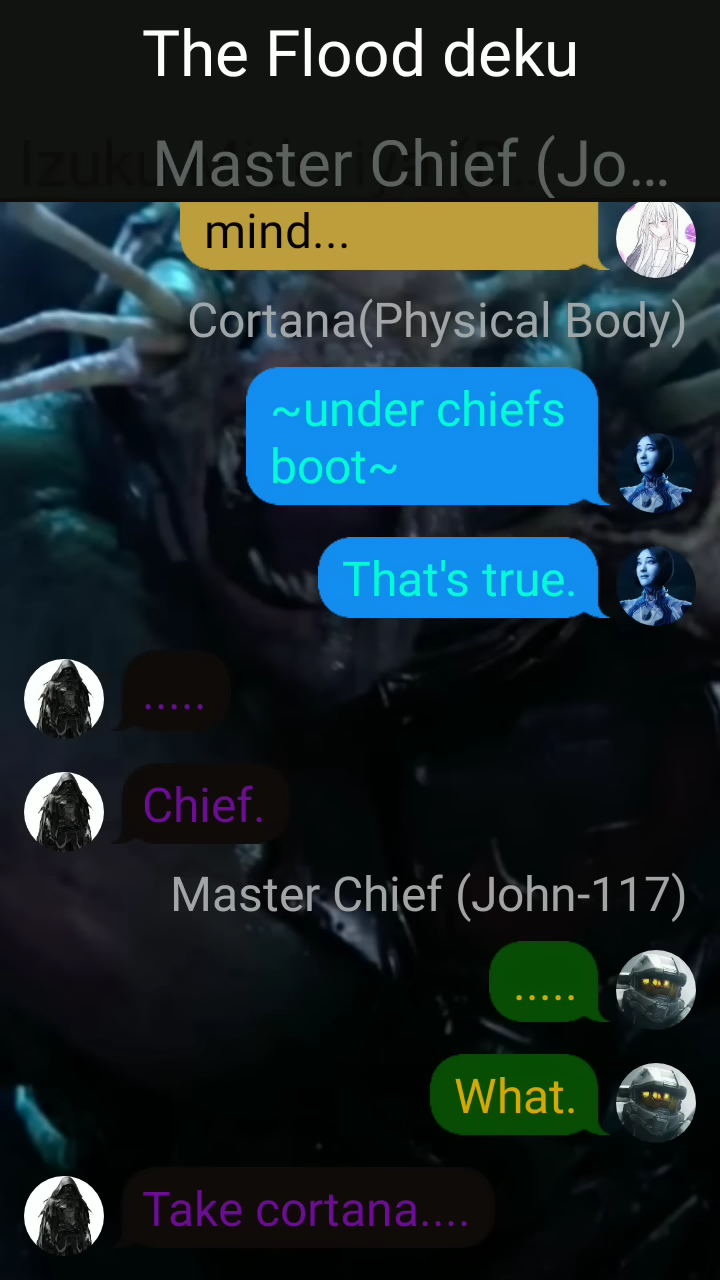 The Flood deku
Master Chief (Jo...
mind...
Cortana(Physical Body)
~under chiefs
boot~
That's true.
.....
Chief.
Master Chief (John-117)
.....
What.
Take cortana....